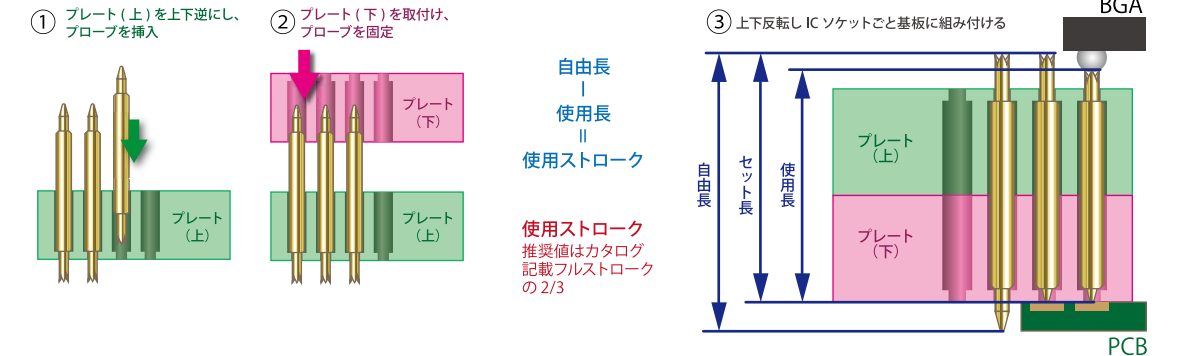 ① プレート(上)を上下逆にし、
プローブを挿入
プレート
(上)
② プレート(下)を取付け、
プローブを固定
プレート
(下)
プレート
(上)
自由長
ー
使用長
=
使用ストローク
使用ストローク
推奨値はカタログ
記載フルストローク
の 2/3
③ 上下反転し IC ソケットごと基板に組み付ける
BGA
自由長
セット長
使用長
プレート
(上)
プレート
(下)
PCB